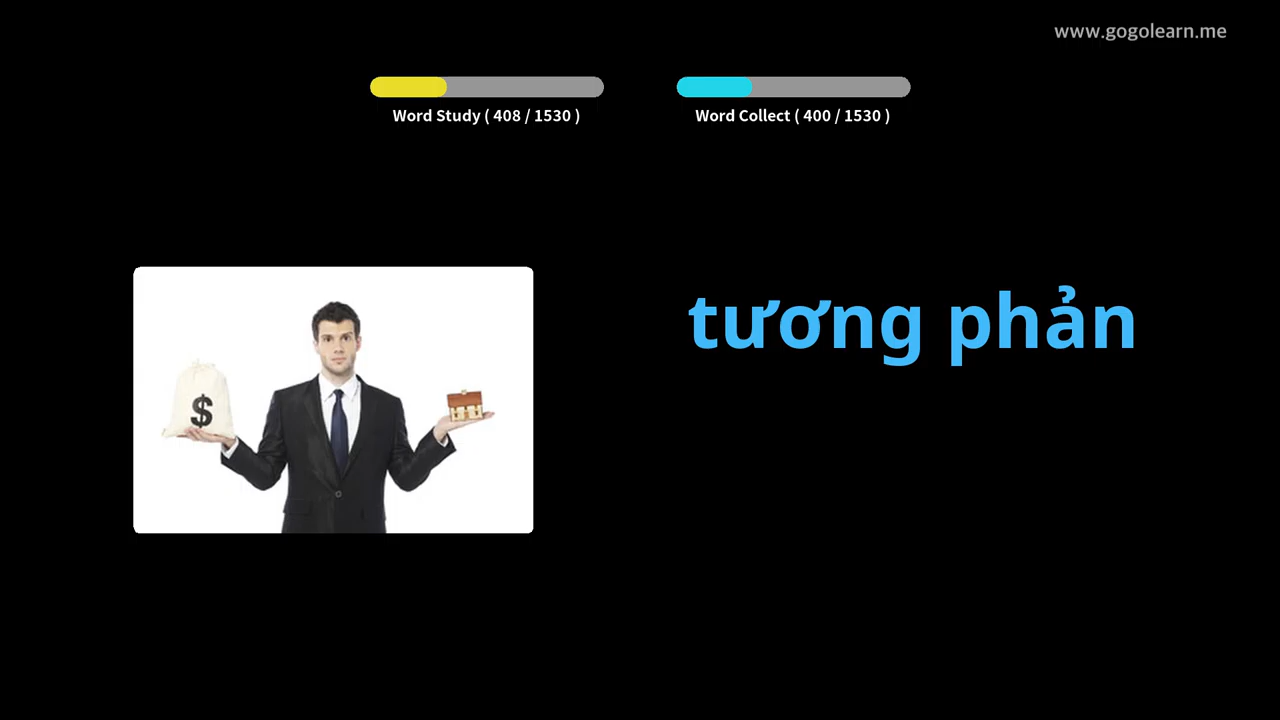 www.gogolearn.me
Word Study ( 408 / 1530 )
Word Collect ( 400 / 1530 )
tương phản
$